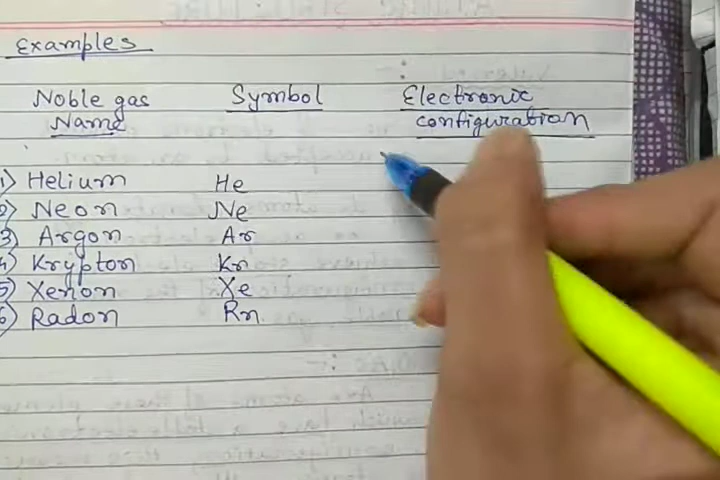 Examples
Noble gas Symbol Electronic
Name configuration
1) Helium He
2) Neon Ne
3) Argon Ar
4) Krypton Kr
5) Xenon Xe
6) Radon Rn.